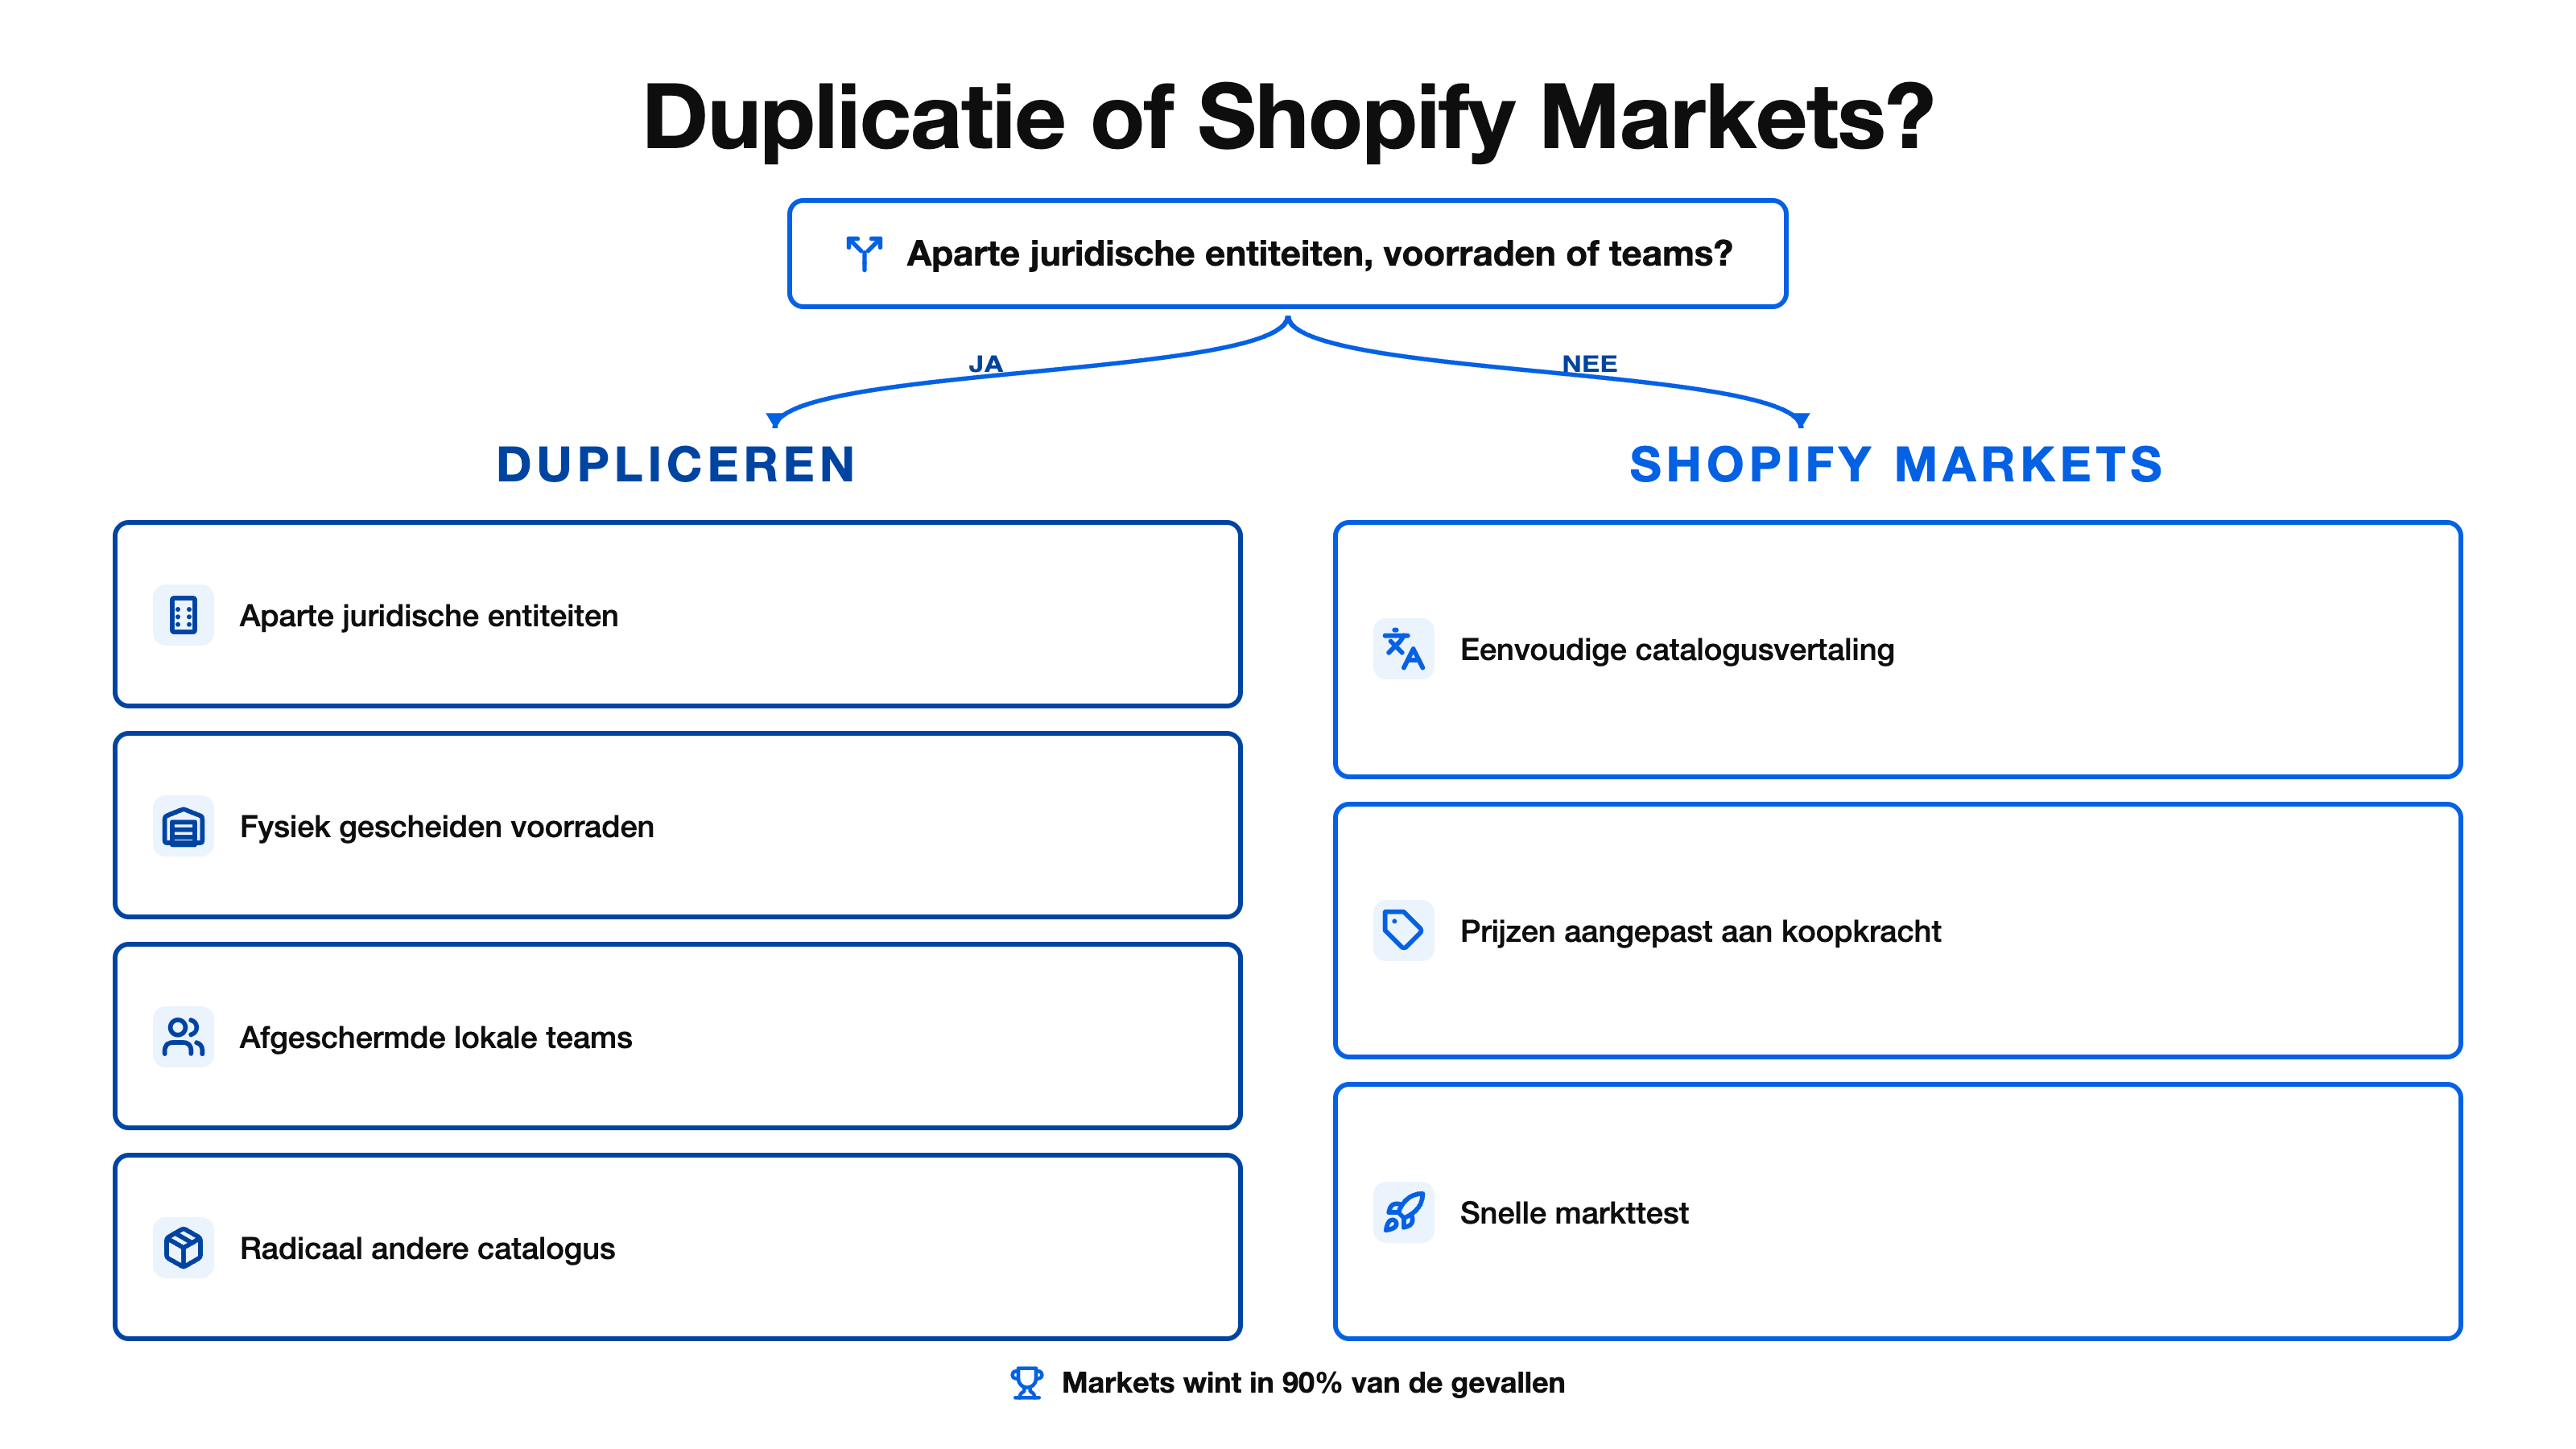 Duplicatie of Shopify Markets?
Aparte juridische entiteiten, voorraden of teams?
JA
NEE
DUPLICEREN
Aparte juridische entiteiten
Fysiek gescheiden voorraden
Afgeschermde lokale teams
Radicaal andere catalogus
SHOPIFY MARKETS
Eenvoudige catalogusvertaling
Prijzen aangepast aan koopkracht
Snelle markttest
Markets wint in 90% van de gevallen